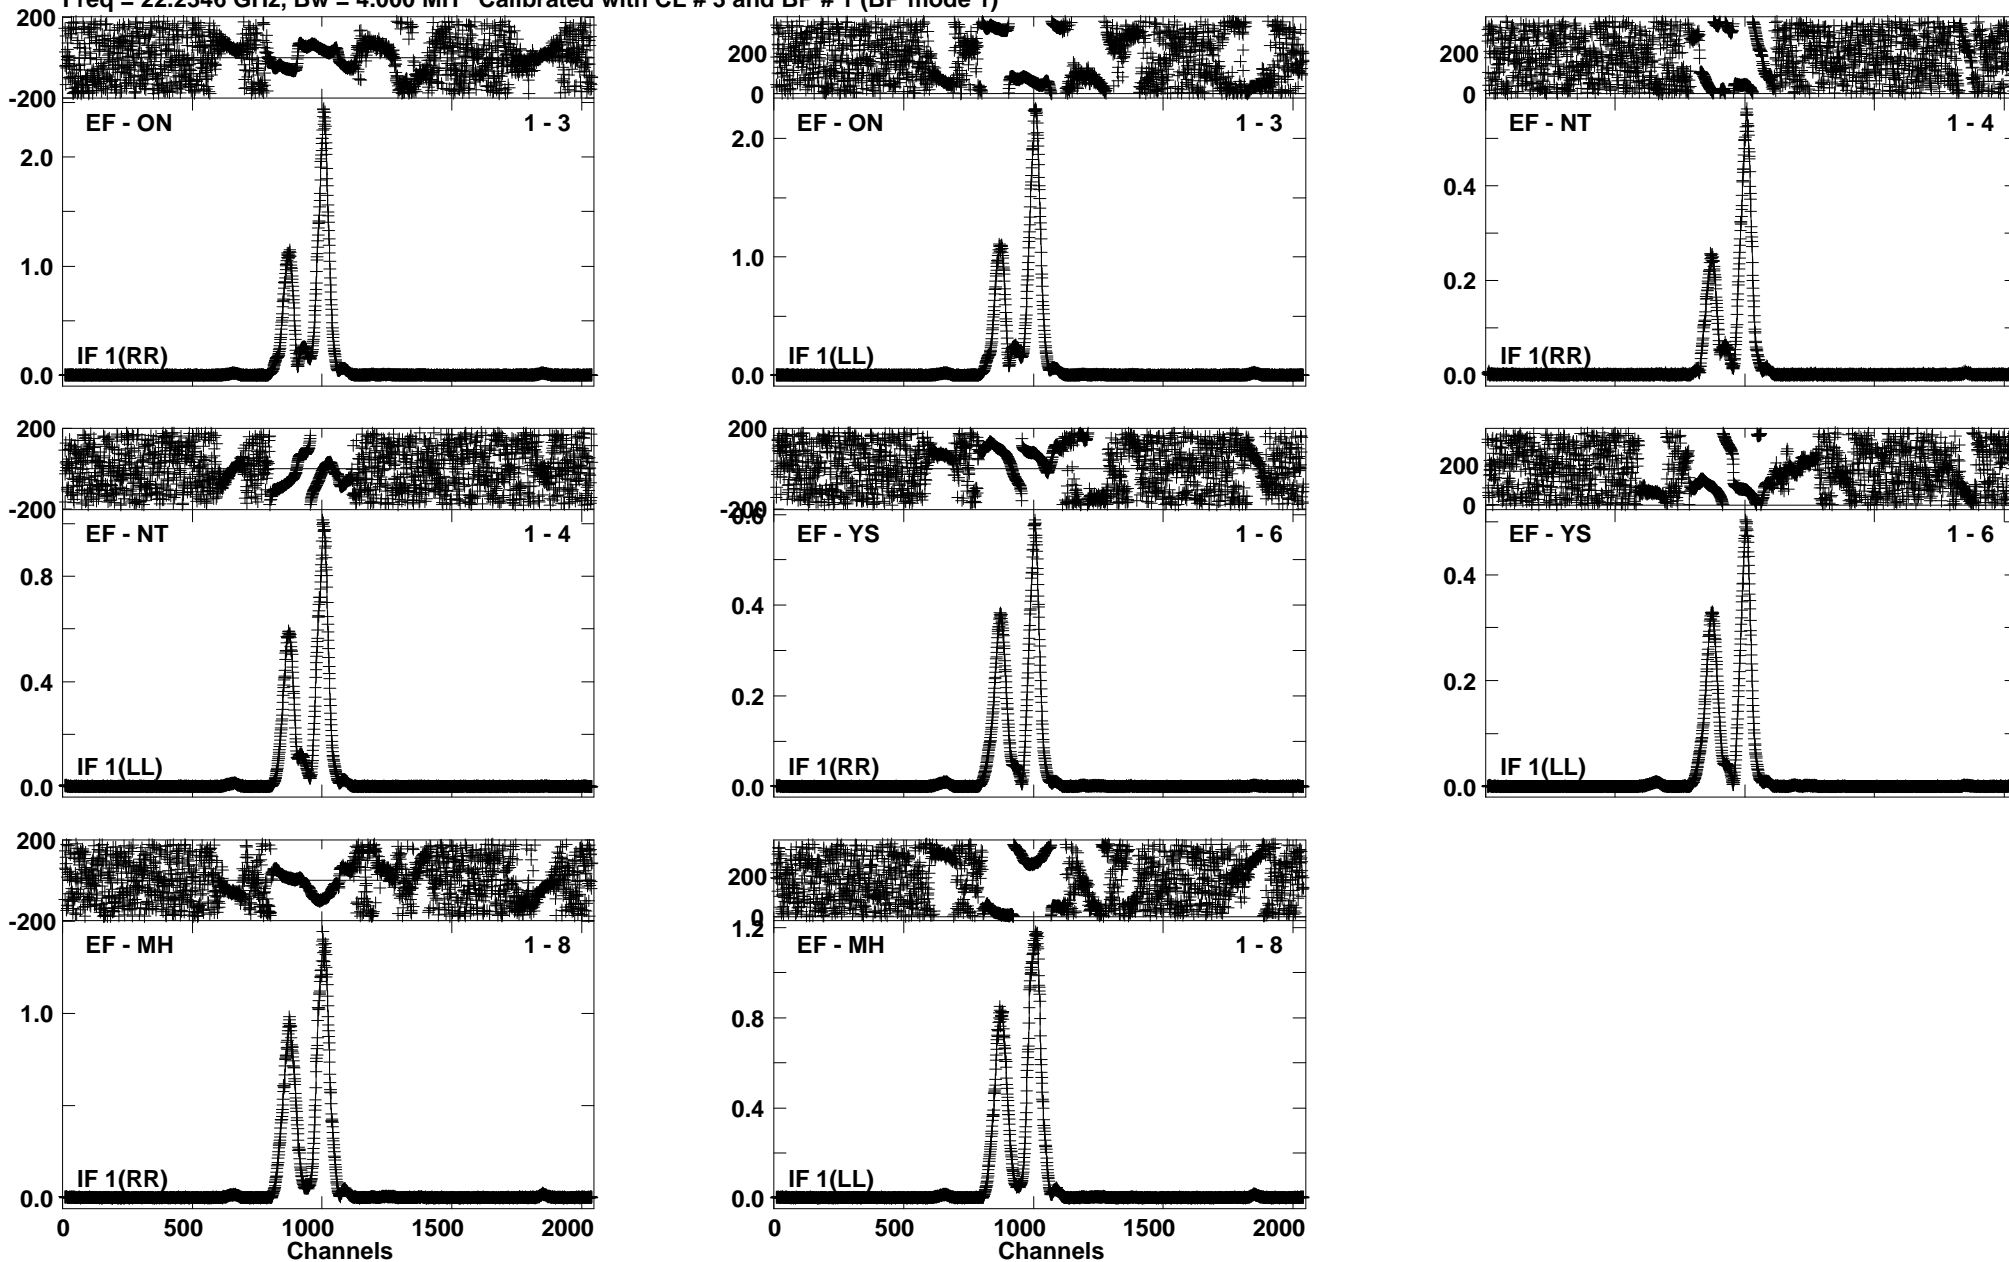 Freq = 22.2346 GHz, Bw = 4.000 MH Calibrated with CL # 3 and BP # 1 (BP mode 1)
200
-200
EF - ON 1 - 3
2.0
1.0
IF 1(RR)
0.0
200
0
EF - ON 1 - 3
2.0
1.0
IF 1(LL)
0.0
200
0
EF - NT 1 - 4
0.4
0.2
IF 1(RR)
0.0
200
-200
EF - NT 1 - 4
0.8
0.4
IF 1(LL)
0.0
200
-200
0.6
EF - YS 1 - 6
0.4
0.2
IF 1(RR)
0.0
200
0
EF - YS 1 - 6
0.4
0.2
IF 1(LL)
0.0
200
-200
EF - MH 1 - 8
1.0
IF 1(RR)
0.0
0 500 1000 1500 2000
Channels
200
0
1.2
EF - MH 1 - 8
0.8
0.4
IF 1(LL)
0.0
0 500 1000 1500 2000
Channels